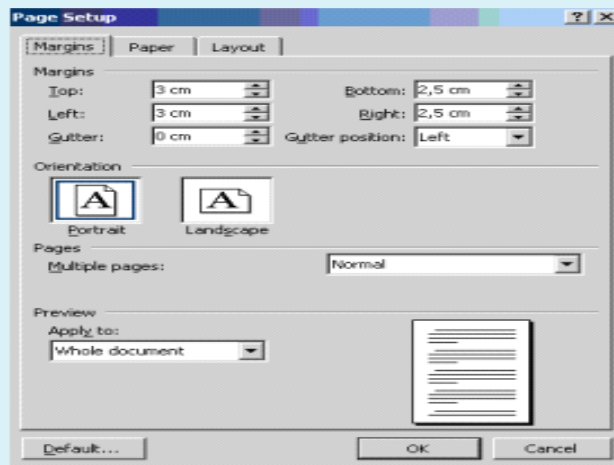 Page Setup
Margins Paper Layout
Margins
Top: 3 cm Bottom: 2,5 cm
Left: 3 cm Right: 2,5 cm
Gutter: 0 cm Gutter position: Left
Orientation
A A
Portrait Landscape
Pages
Multiple pages: Normal
Preview
Apply to:
Whole document
Default... OK Cancel